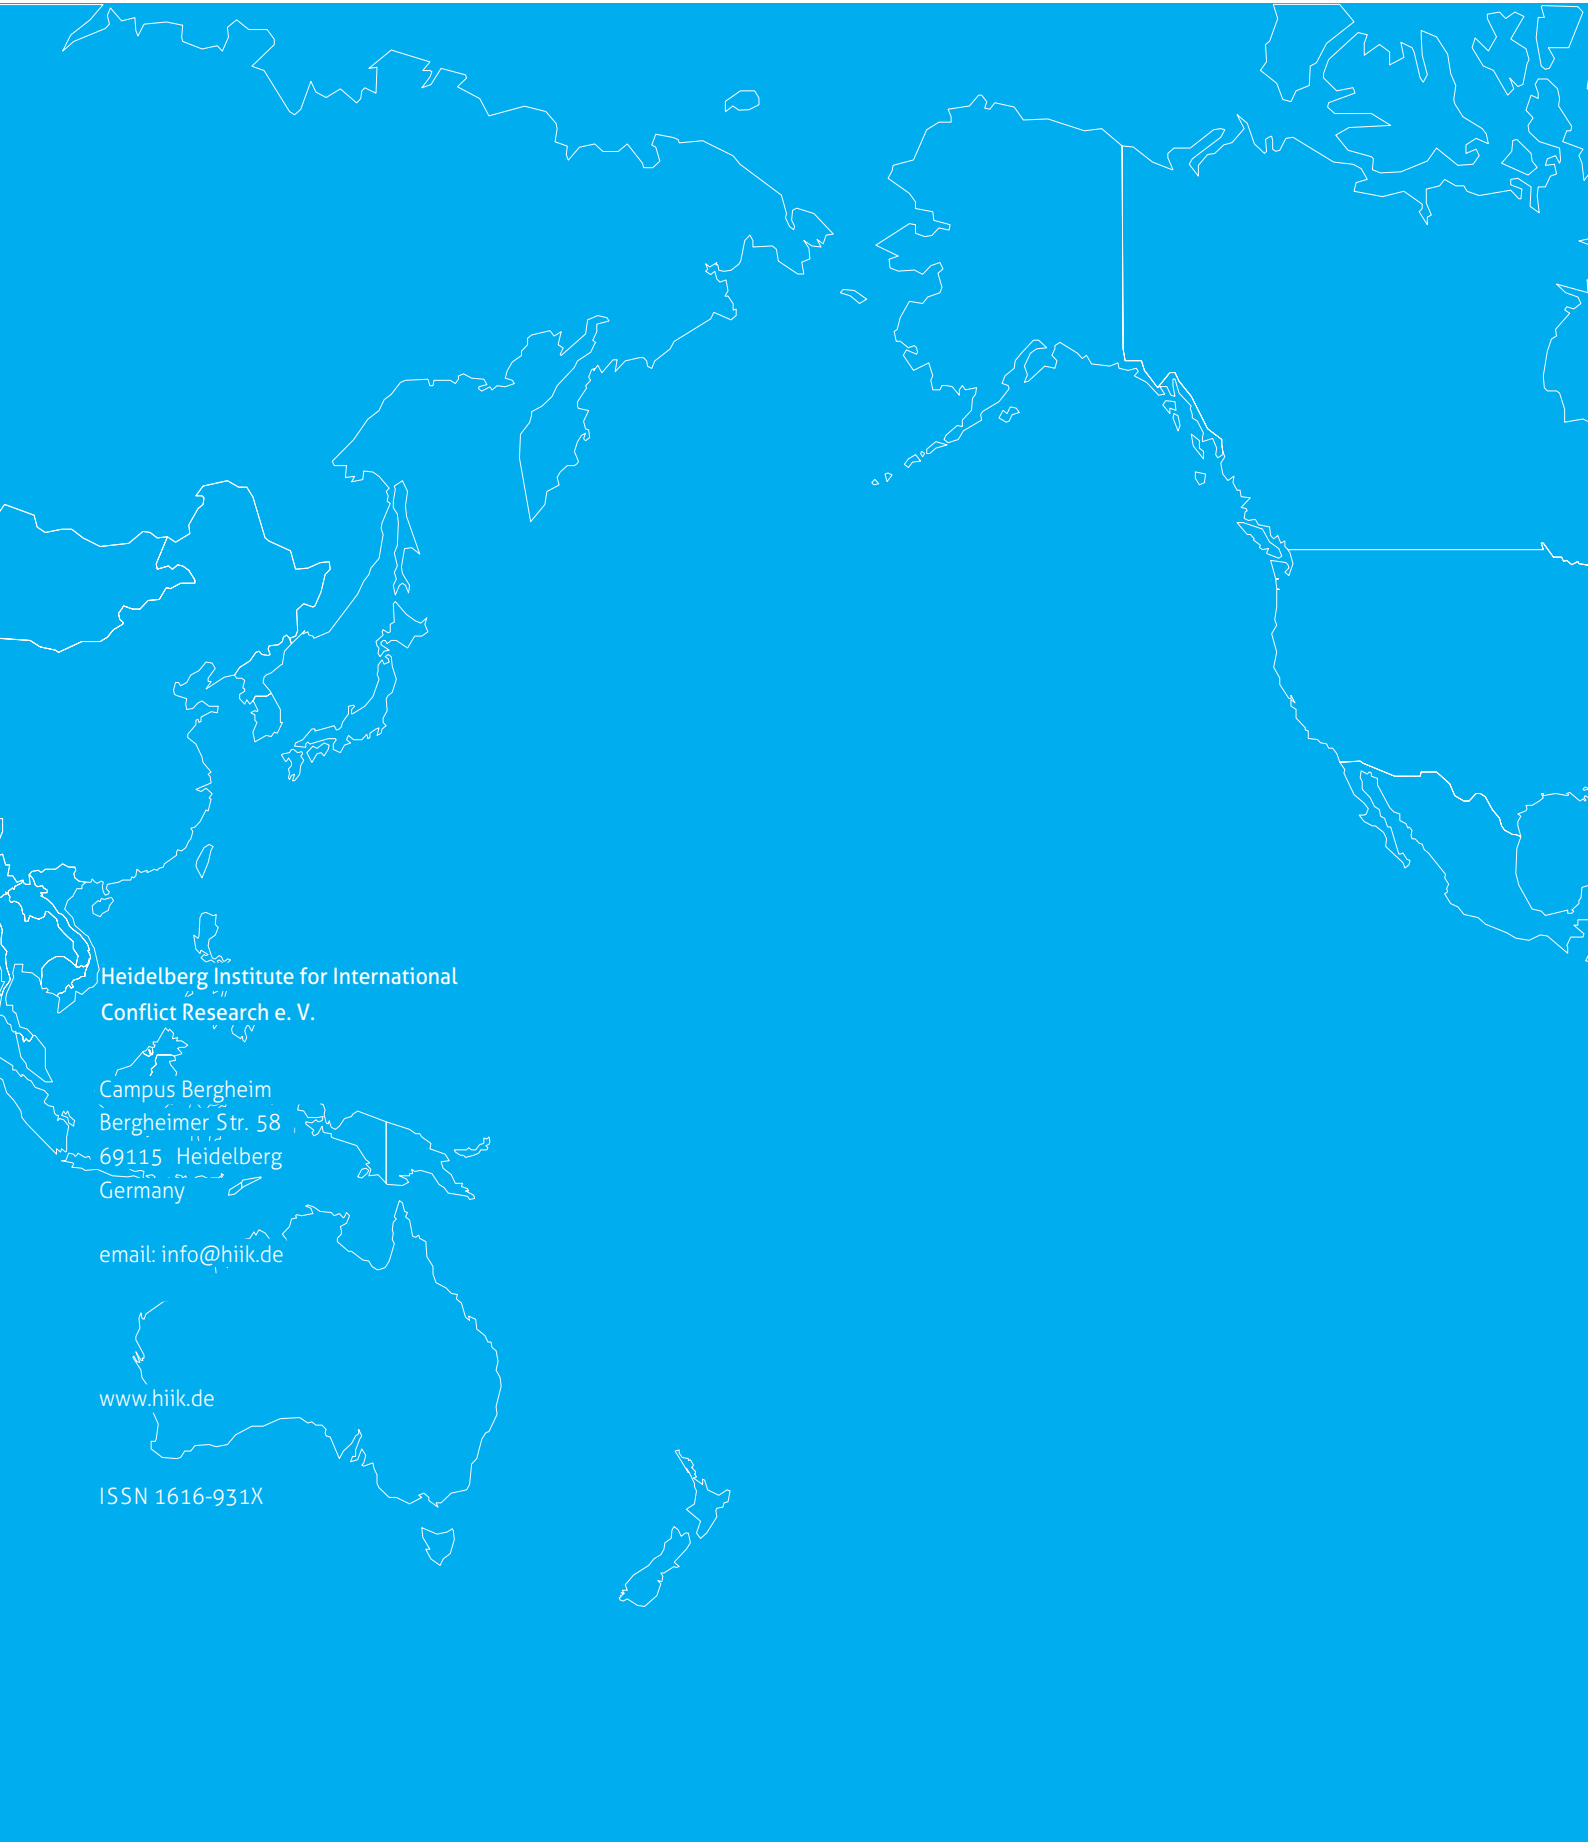 Heidelberg Institute for International
Conflict Research e. V.
Campus Bergheim
Bergheimer Str. 58
69115 Heidelberg
Germany
email: info@hiik.de
www.hiik.de
ISSN 1616-931X